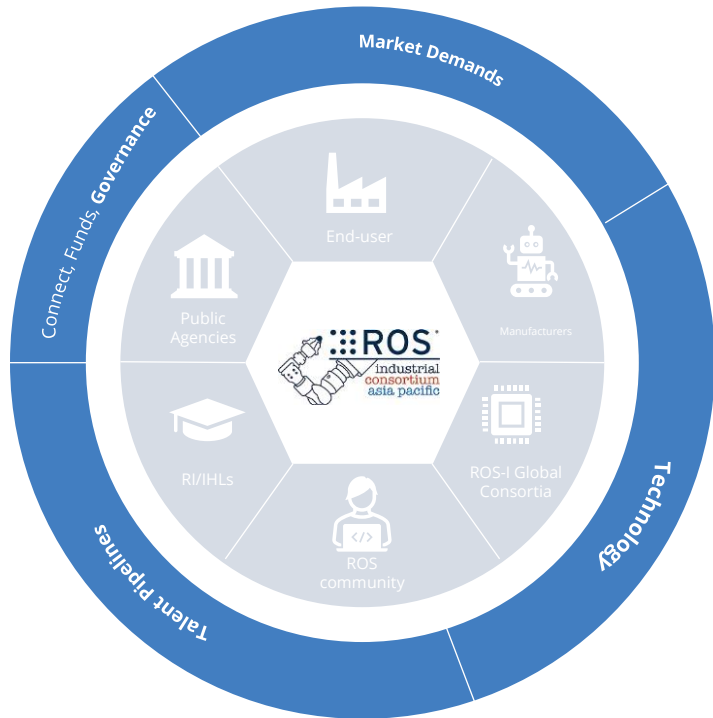 Market Demands
Connect, Funds, Governance
End-user
Public
Agencies
Manufacturers
ROS
industrial
consortium
asia pacific
RI/IHLs
ROS-I Global
Consortia
</>
ROS
community
Technology
Talent Pipelines